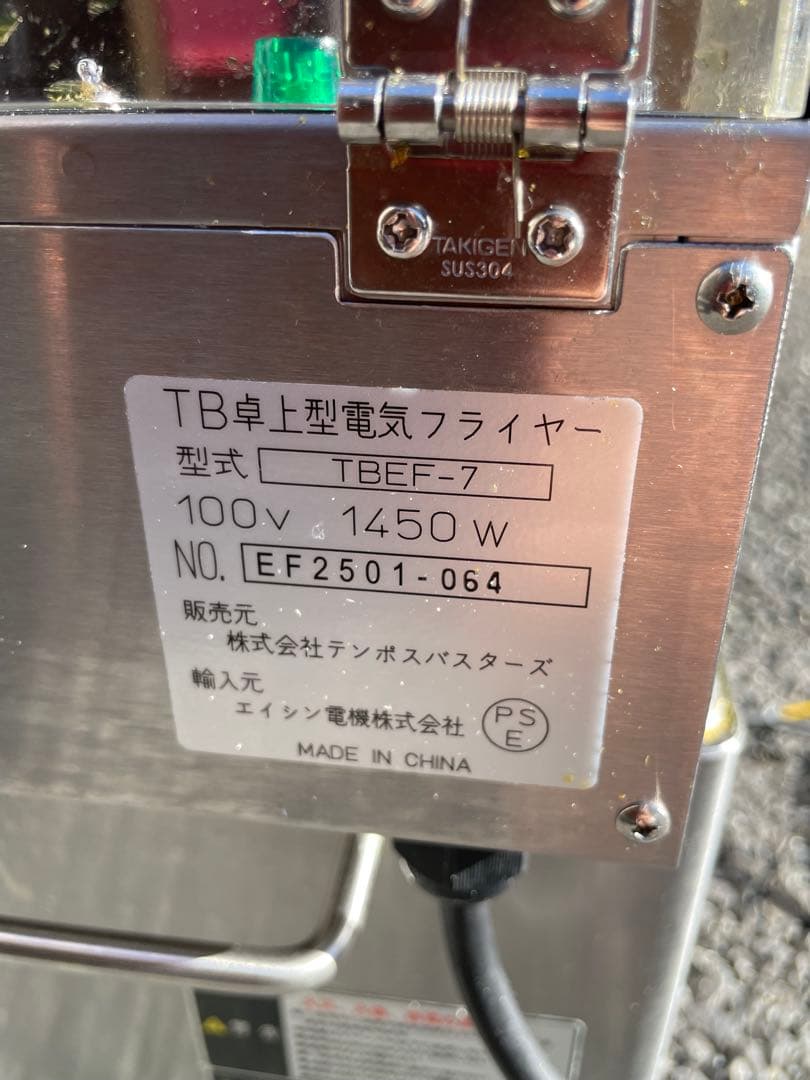 TAKIGEN
SUS304
TB卓上型電気フライヤー
型式 TBEF-7
100V 1450W
NO. EF2501-064
販売元
株式会社テンポスバスターズ
輸入元
エイシン電機株式会社
PSE
MADE IN CHINA